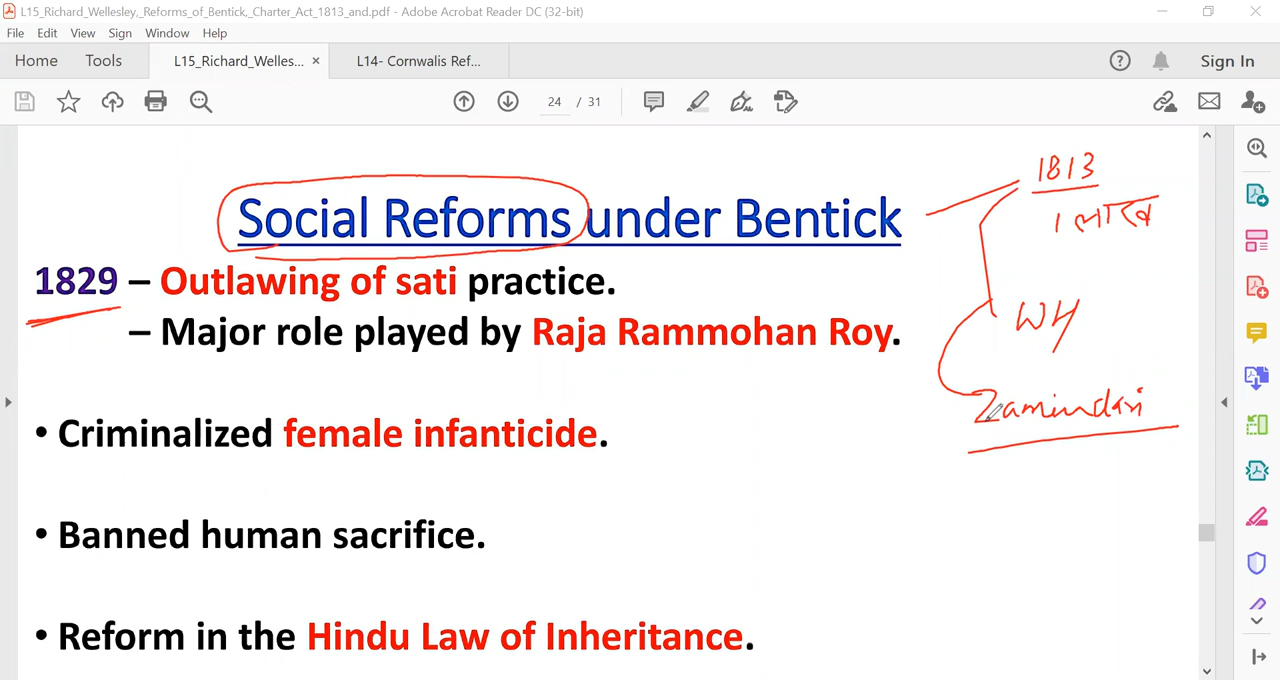 L15_Richard_Wellesley,_Reforms_of_Bentick,_Charter_Act_1813_and.pdf - Adobe Acrobat Reader DC (32-bit)
File Edit View Sign Window Help
Home Tools L15_Richard_Welles... × L14- Cornwalis Ref... Sign In
24 / 31
Social Reforms under Bentick
1813
1 लाख
1829 – Outlawing of sati practice.
– Major role played by Raja Rammohan Roy.
WH
Zamindari
• Criminalized female infanticide.
• Banned human sacrifice.
• Reform in the Hindu Law of Inheritance.